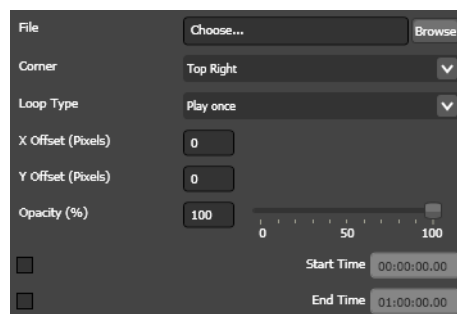 File Choose... Browse
Corner Top Right
Loop Type Play once
X Offset (Pixels) 0
Y Offset (Pixels) 0
Opacity (%) 100
0 50 100
Start Time 00:00:00.00
End Time 01:00:00.00